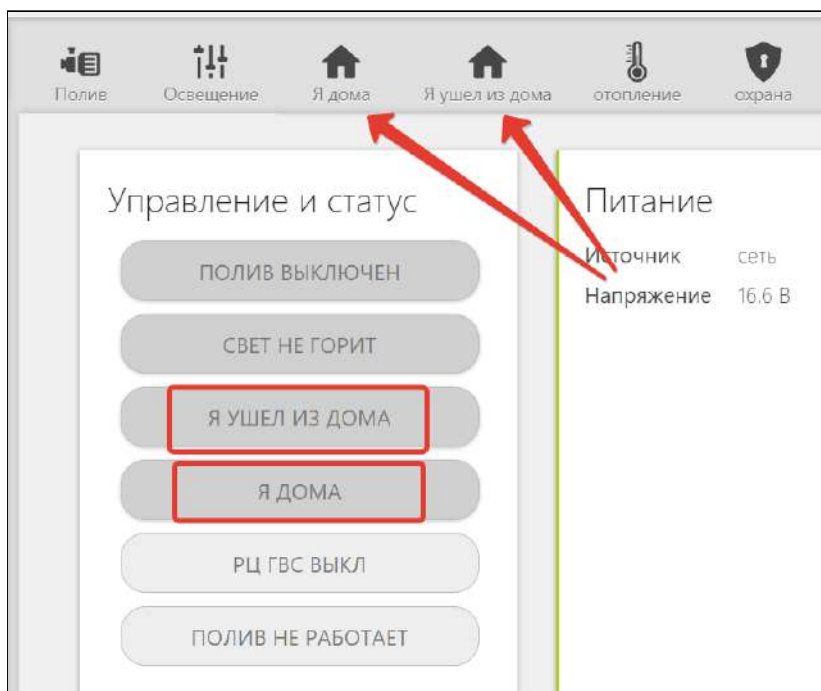 Полив Освещение Я дома Я ушел из дома отопление охрана
Управление и статус
ПОЛИВ ВЫКЛЮЧЕН
СВЕТ НЕ ГОРИТ
Я УШЕЛ ИЗ ДОМА
Я ДОМА
РЦ ГВС ВЫКЛ
ПОЛИВ НЕ РАБОТАЕТ
Питание
Источник сеть
Напряжение 16.6 В